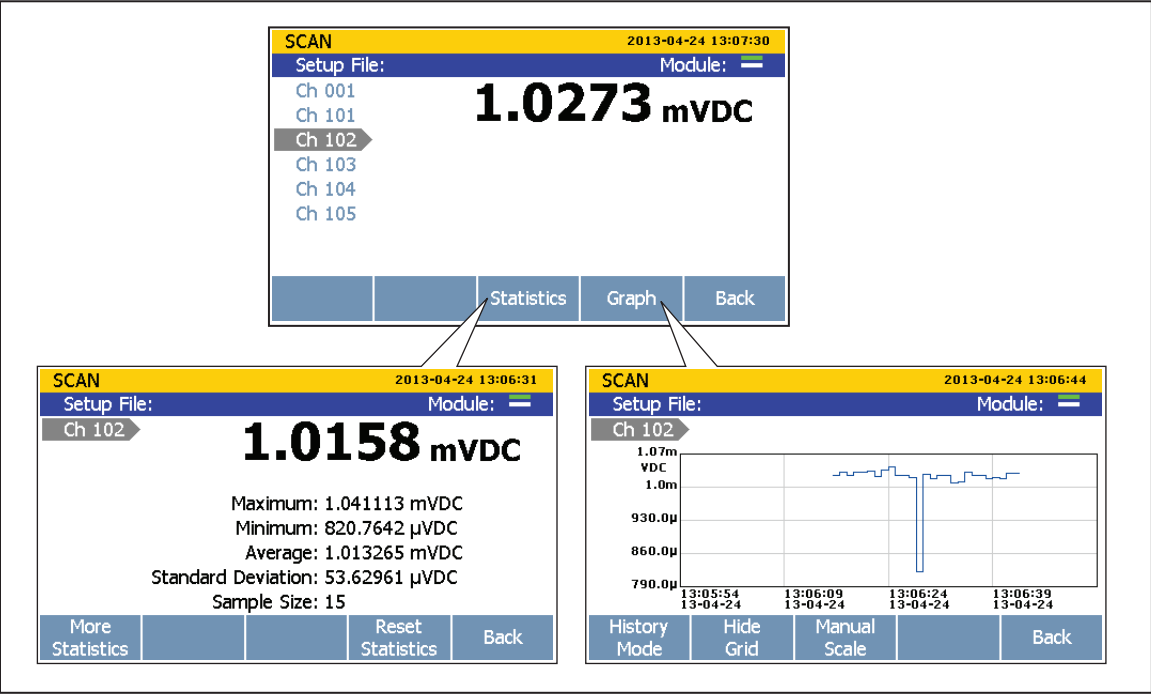 SCAN 2013-04-24 13:07:30
Setup File: Module:
Ch 001
1.0273 mVDC
Ch 101
Ch 102
Ch 103
Ch 104
Ch 105
Statistics Graph Back
SCAN 2013-04-24 13:06:31
Setup File: Module:
Ch 102
1.0158 mVDC
Maximum: 1.041113 mVDC
Minimum: 820.7642 µVDC
Average: 1.013265 mVDC
Standard Deviation: 53.62961 µVDC
Sample Size: 15
More Statistics Reset Statistics Back
SCAN 2013-04-24 13:06:44
Setup File: Module:
Ch 102
1.07m
VDC
1.0m
930.0µ
860.0µ
790.0µ
13:05:54 13:06:09 13:06:24 13:06:39
13-04-24 13-04-24 13-04-24 13-04-24
History Mode Hide Grid Manual Scale Back